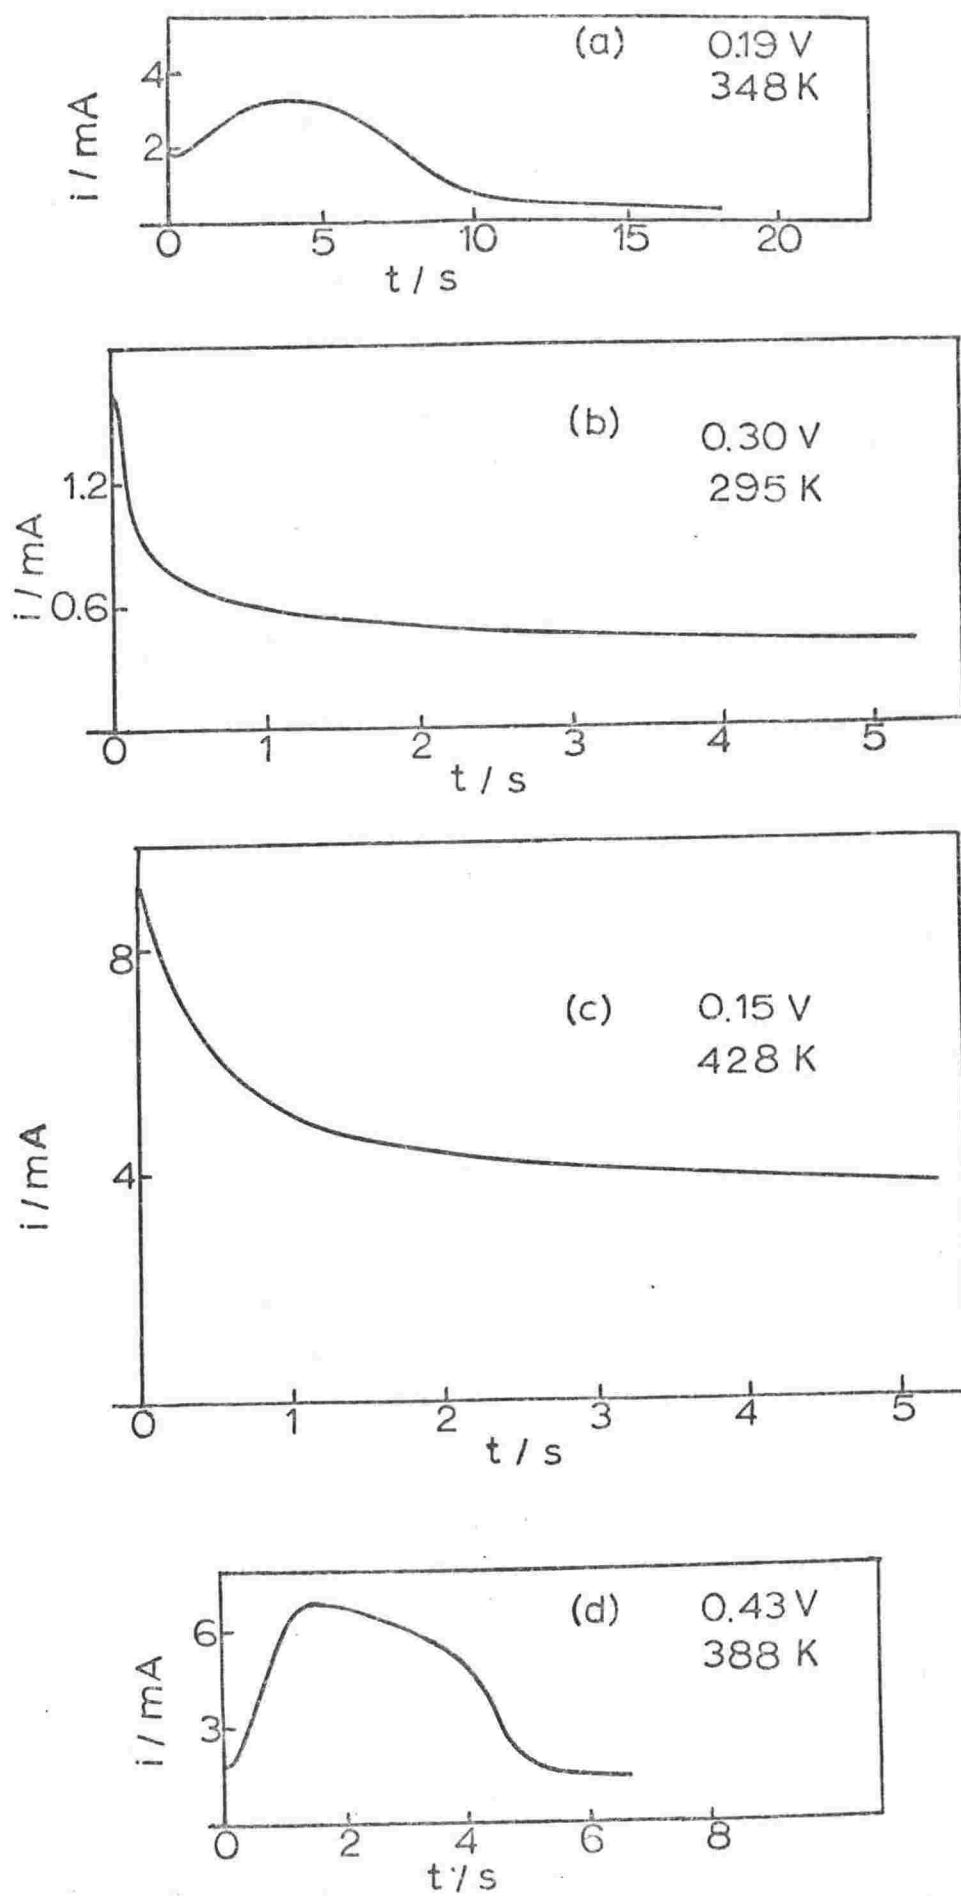 (a) 0.19 V
348 K
4
2
i / mA
0 5 10 15 20
t / s
(b) 0.30 V
295 K
1.2
0.6
i / mA
0 1 2 3 4 5
t / s
(c) 0.15 V
428 K
8
4
i / mA
0 1 2 3 4 5
t / s
(d) 0.43 V
388 K
6
3
i / mA
0 2 4 6 8
t / s